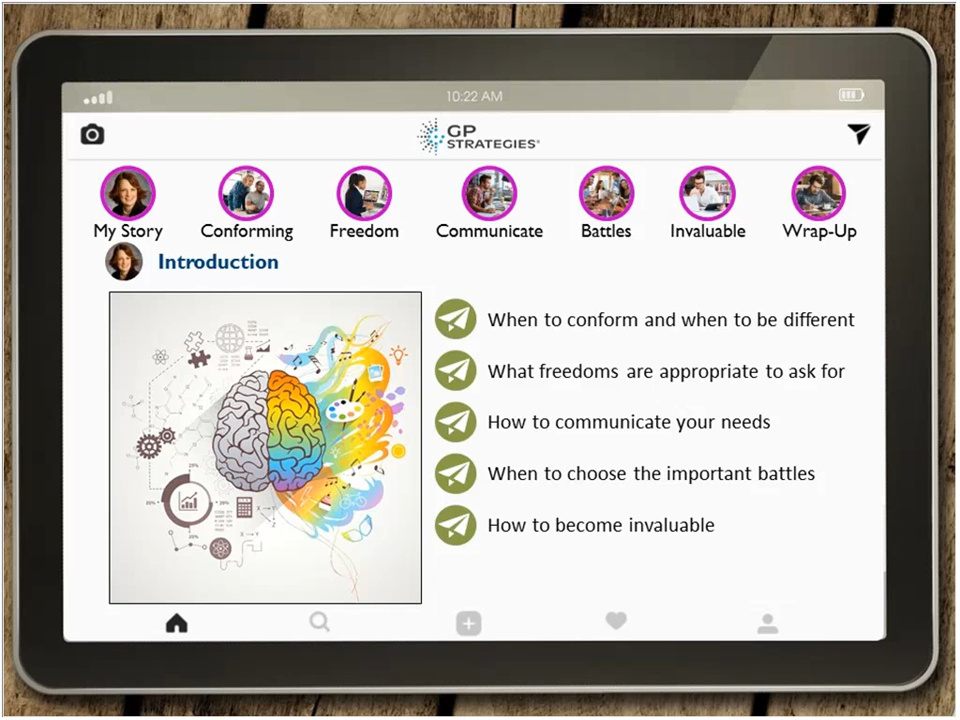 10:22 AM
GP
STRATEGIES®
My Story
Conforming
Freedom
Communicate
Battles
Invaluable
Wrap-Up
Introduction
When to conform and when to be different
What freedoms are appropriate to ask for
How to communicate your needs
When to choose the important battles
How to become invaluable
25%
20%